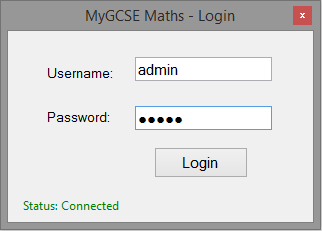 MyGCSE Maths - Login
x
Username: admin
Password: ●●●●●
Login
Status: Connected